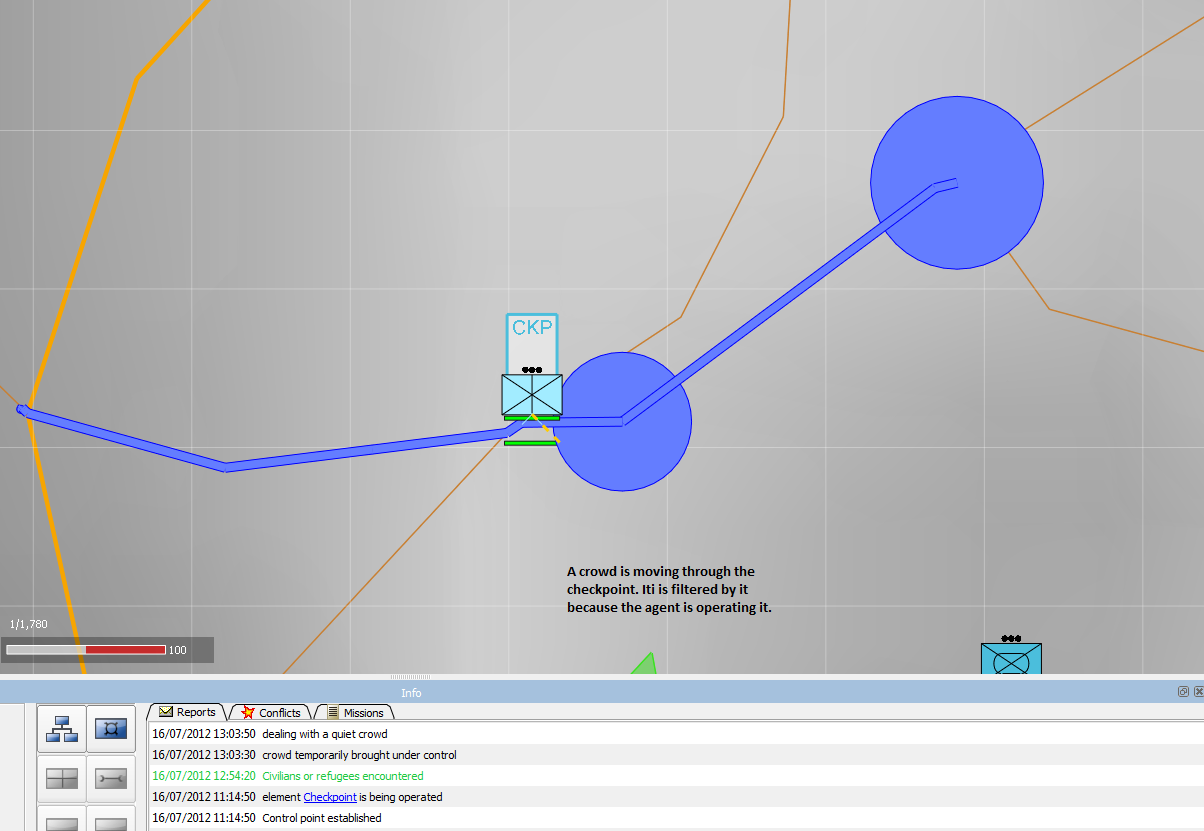 CKP
A crowd is moving through the
checkpoint. Iti is filtered by it
because the agent is operating it.
1/1,780
100
Info
Reports Conflicts Missions
16/07/2012 13:03:50 dealing with a quiet crowd
16/07/2012 13:03:30 crowd temporarily brought under control
16/07/2012 12:54:20 Civilians or refugees encountered
16/07/2012 11:14:50 element Checkpoint is being operated
16/07/2012 11:14:50 Control point established